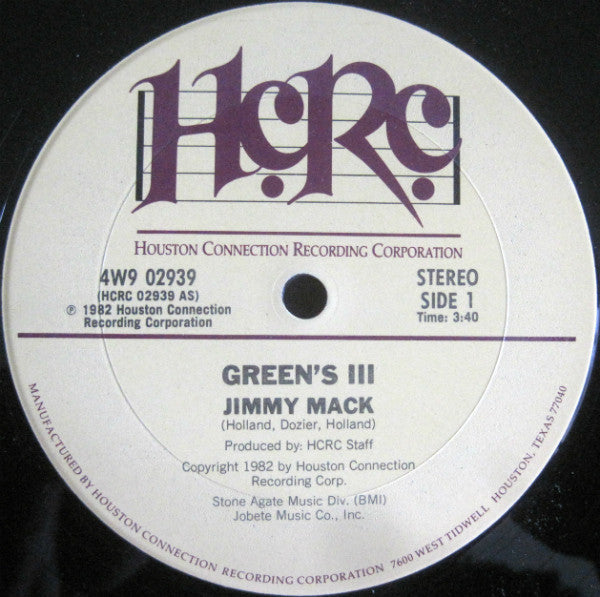 HCRC
HOUSTON CONNECTION RECORDING CORPORATION
4W9 02939
(HCRC 02939 AS)
℗ 1982 Houston Connection
Recording Corporation
STEREO
SIDE 1
Time: 3:40
GREEN'S III
JIMMY MACK
(Holland, Dozier, Holland)
Produced by: HCRC Staff
Copyright 1982 by Houston Connection
Recording Corp.
Stone Agate Music Div. (BMI)
Jobete Music Co., Inc.
MANUFACTURED BY HOUSTON CONNECTION RECORDING CORPORATION 7600 WEST TIDWELL HOUSTON, TEXAS 77040